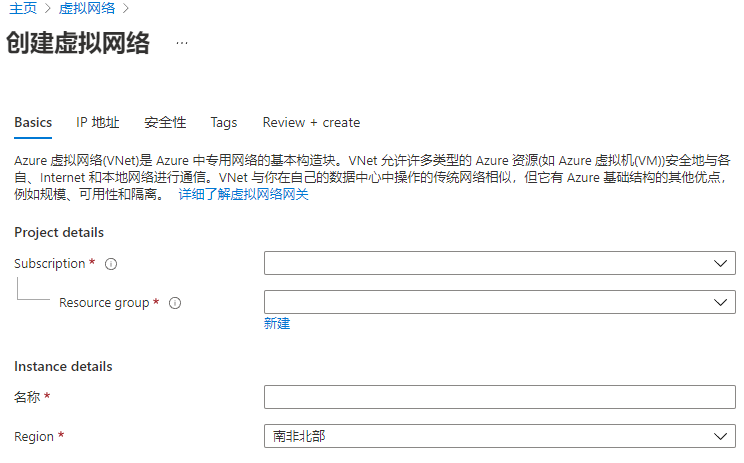 主页 > 虚拟网络 >
创建虚拟网络 ...
Basics IP 地址 安全性 Tags Review + create
Azure 虚拟网络(VNet)是 Azure 中专用网络的基本构造块。VNet 允许许多类型的 Azure 资源(如 Azure 虚拟机(VM))安全地与各
自、Internet 和本地网络进行通信。VNet 与你在自己的数据中心中操作的传统网络相似，但它有 Azure 基础结构的其他优点，
例如规模、可用性和隔离。 详细了解虚拟网络网关
Project details
Subscription *
Resource group *
新建
Instance details
名称 *
Region * 南非北部